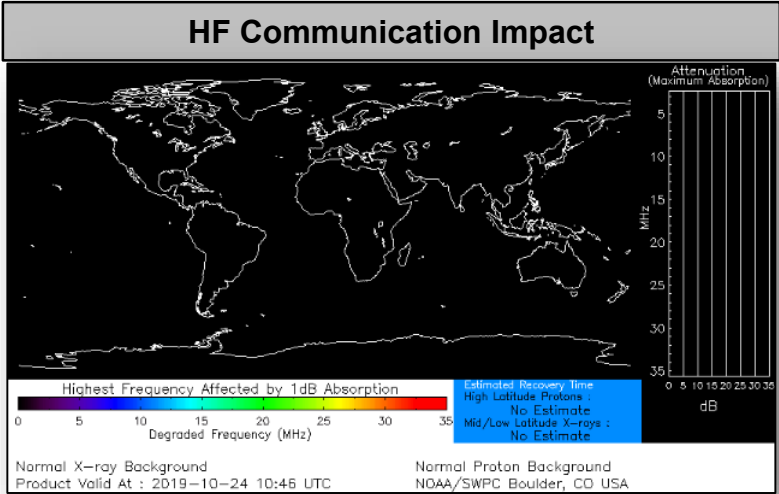 HF Communication Impact
Attenuation
(Maximum Absorption)
5
10
15
20
25
30
35
MHz
0 5 10 15 20 25 30 35
dB
Highest Frequency Affected by 1dB Absorption
0 5 10 15 20 25 30 35
Degraded Frequency (MHz)
Estimated Recovery Time
High Latitude Protons :
No Estimate
Mid/Low Latitude X-rays :
No Estimate
Normal X-ray Background
Normal Proton Background
Product Valid At : 2019-10-24 10:46 UTC
NOAA/SWPC Boulder, CO USA